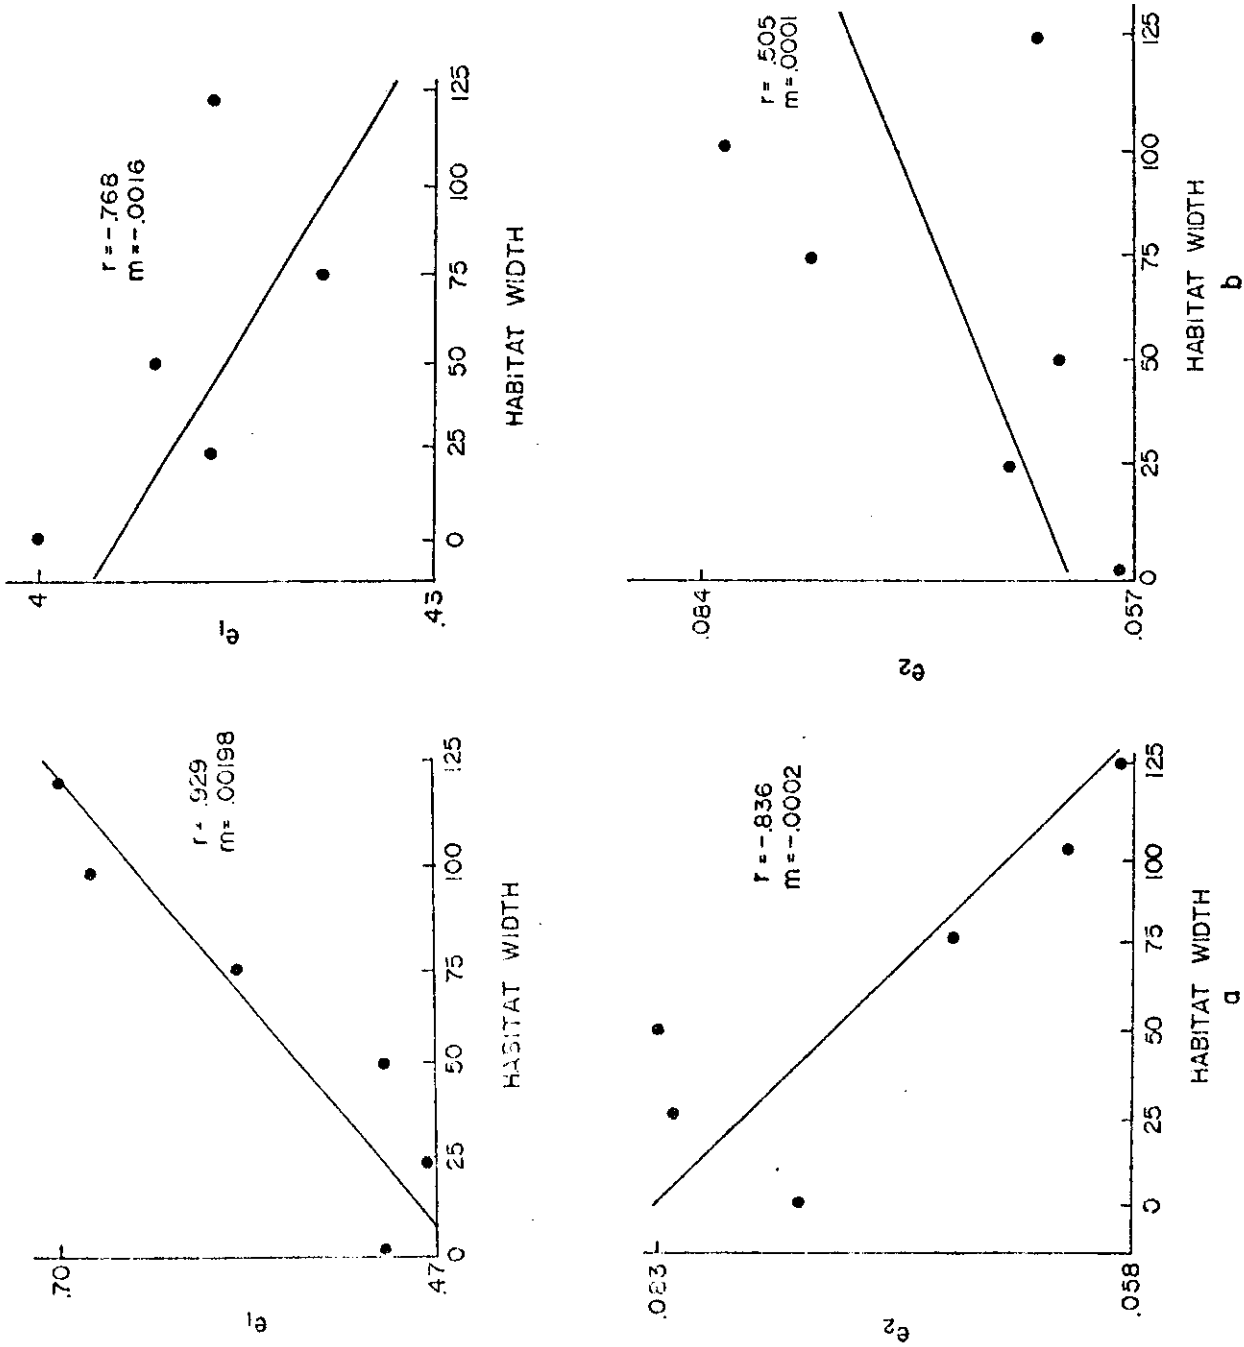 .70
e₁
.47
r = .929
m= .00198
0 25 50 75 100 125
HABITAT WIDTH
.083
e₂
.058
r = -.836
m = -.0002
0 25 50 75 100 125
HABITAT WIDTH
a
4
e₁
.43
r = -.768
m = -.0016
0 25 50 75 100 125
HABITAT WIDTH
.084
e₂
.057
r = .505
m = .0001
0 25 50 75 100 125
HABITAT WIDTH
b